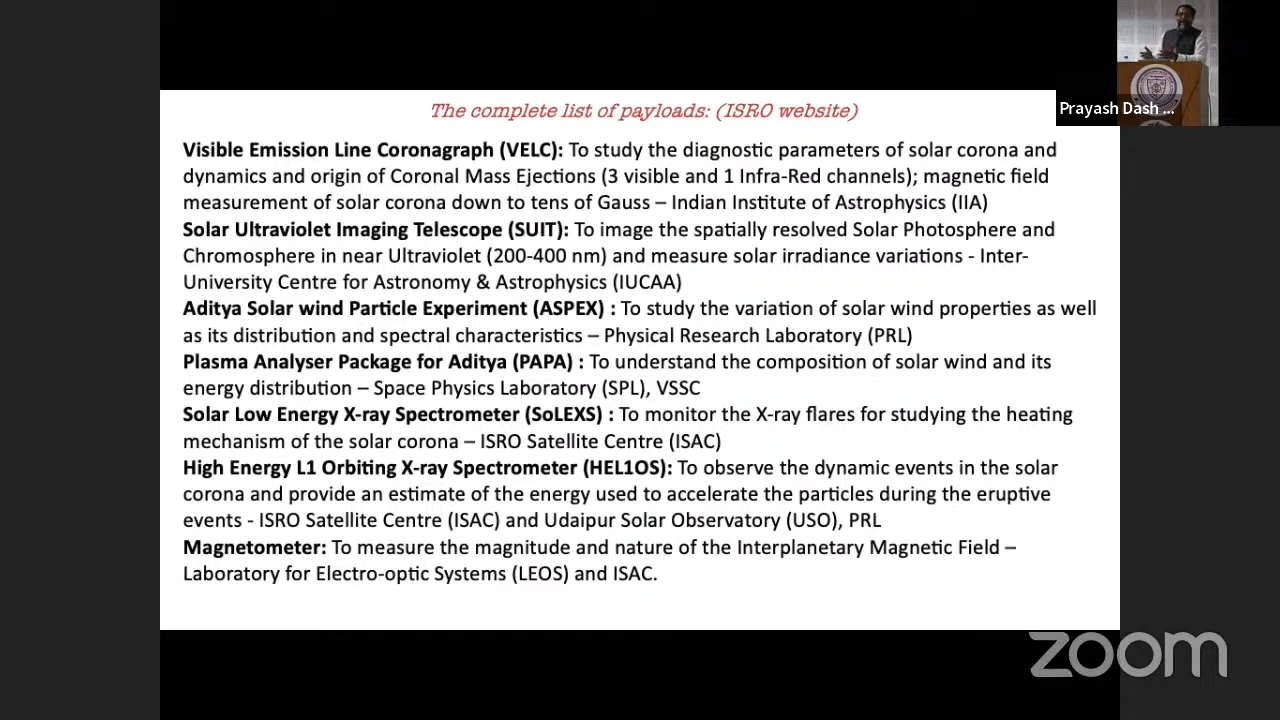 The complete list of payloads: (ISRO website)
Prayash Dash ...
Visible Emission Line Coronagraph (VELC): To study the diagnostic parameters of solar corona and
dynamics and origin of Coronal Mass Ejections (3 visible and 1 Infra-Red channels); magnetic field
measurement of solar corona down to tens of Gauss – Indian Institute of Astrophysics (IIA)
Solar Ultraviolet Imaging Telescope (SUIT): To image the spatially resolved Solar Photosphere and
Chromosphere in near Ultraviolet (200-400 nm) and measure solar irradiance variations - Inter-
University Centre for Astronomy & Astrophysics (IUCAA)
Aditya Solar wind Particle Experiment (ASPEX) : To study the variation of solar wind properties as well
as its distribution and spectral characteristics – Physical Research Laboratory (PRL)
Plasma Analyser Package for Aditya (PAPA) : To understand the composition of solar wind and its
energy distribution – Space Physics Laboratory (SPL), VSSC
Solar Low Energy X-ray Spectrometer (SoLEXS) : To monitor the X-ray flares for studying the heating
mechanism of the solar corona – ISRO Satellite Centre (ISAC)
High Energy L1 Orbiting X-ray Spectrometer (HEL1OS): To observe the dynamic events in the solar
corona and provide an estimate of the energy used to accelerate the particles during the eruptive
events - ISRO Satellite Centre (ISAC) and Udaipur Solar Observatory (USO), PRL
Magnetometer: To measure the magnitude and nature of the Interplanetary Magnetic Field –
Laboratory for Electro-optic Systems (LEOS) and ISAC.
zoom